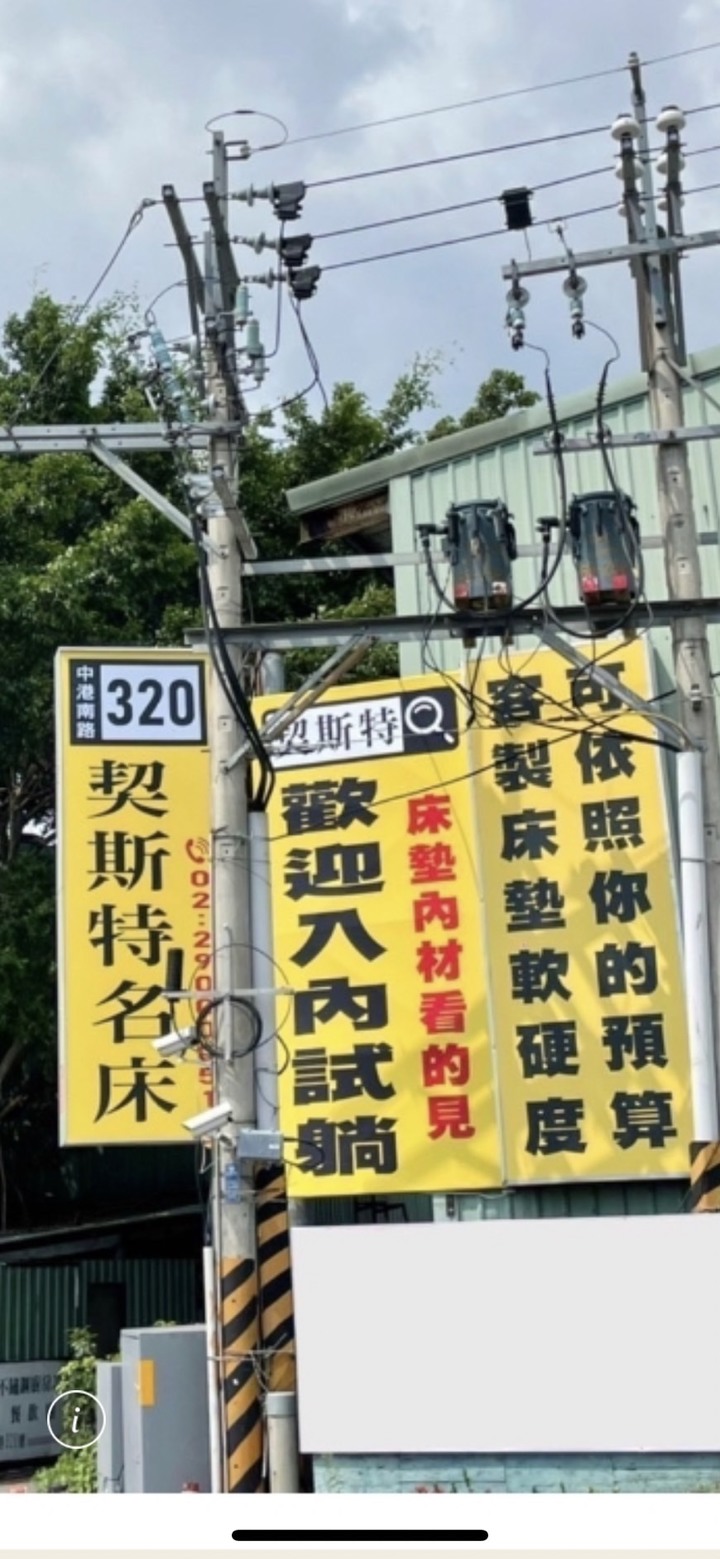 中港南路
320
契斯特名床
契斯特
歡迎入內試躺
床墊內材看的見
可依照你的預算
客製床墊軟硬度